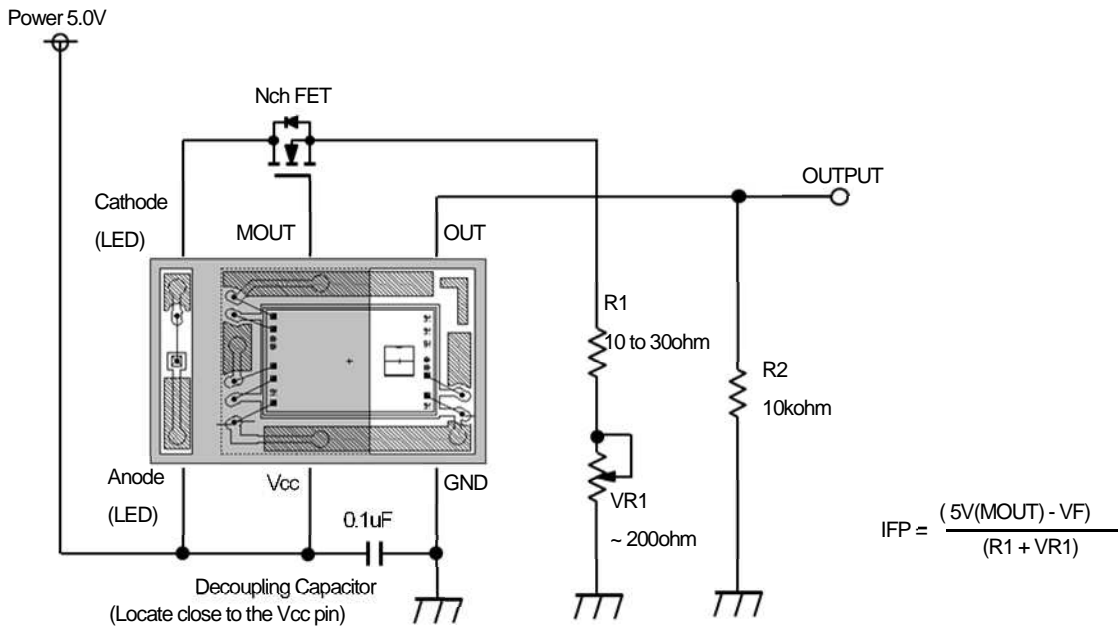 Power 5.0V
Nch FET
OUTPUT
Cathode
(LED)
MOUT
OUT
R1
10 to 30ohm
R2
10kohm
Anode
(LED)
Vcc
GND
VR1
~ 200ohm
0.1uF
Decoupling Capacitor
(Locate close to the Vcc pin)
IFP = ( 5V(MOUT) - VF)
(R1 + VR1)